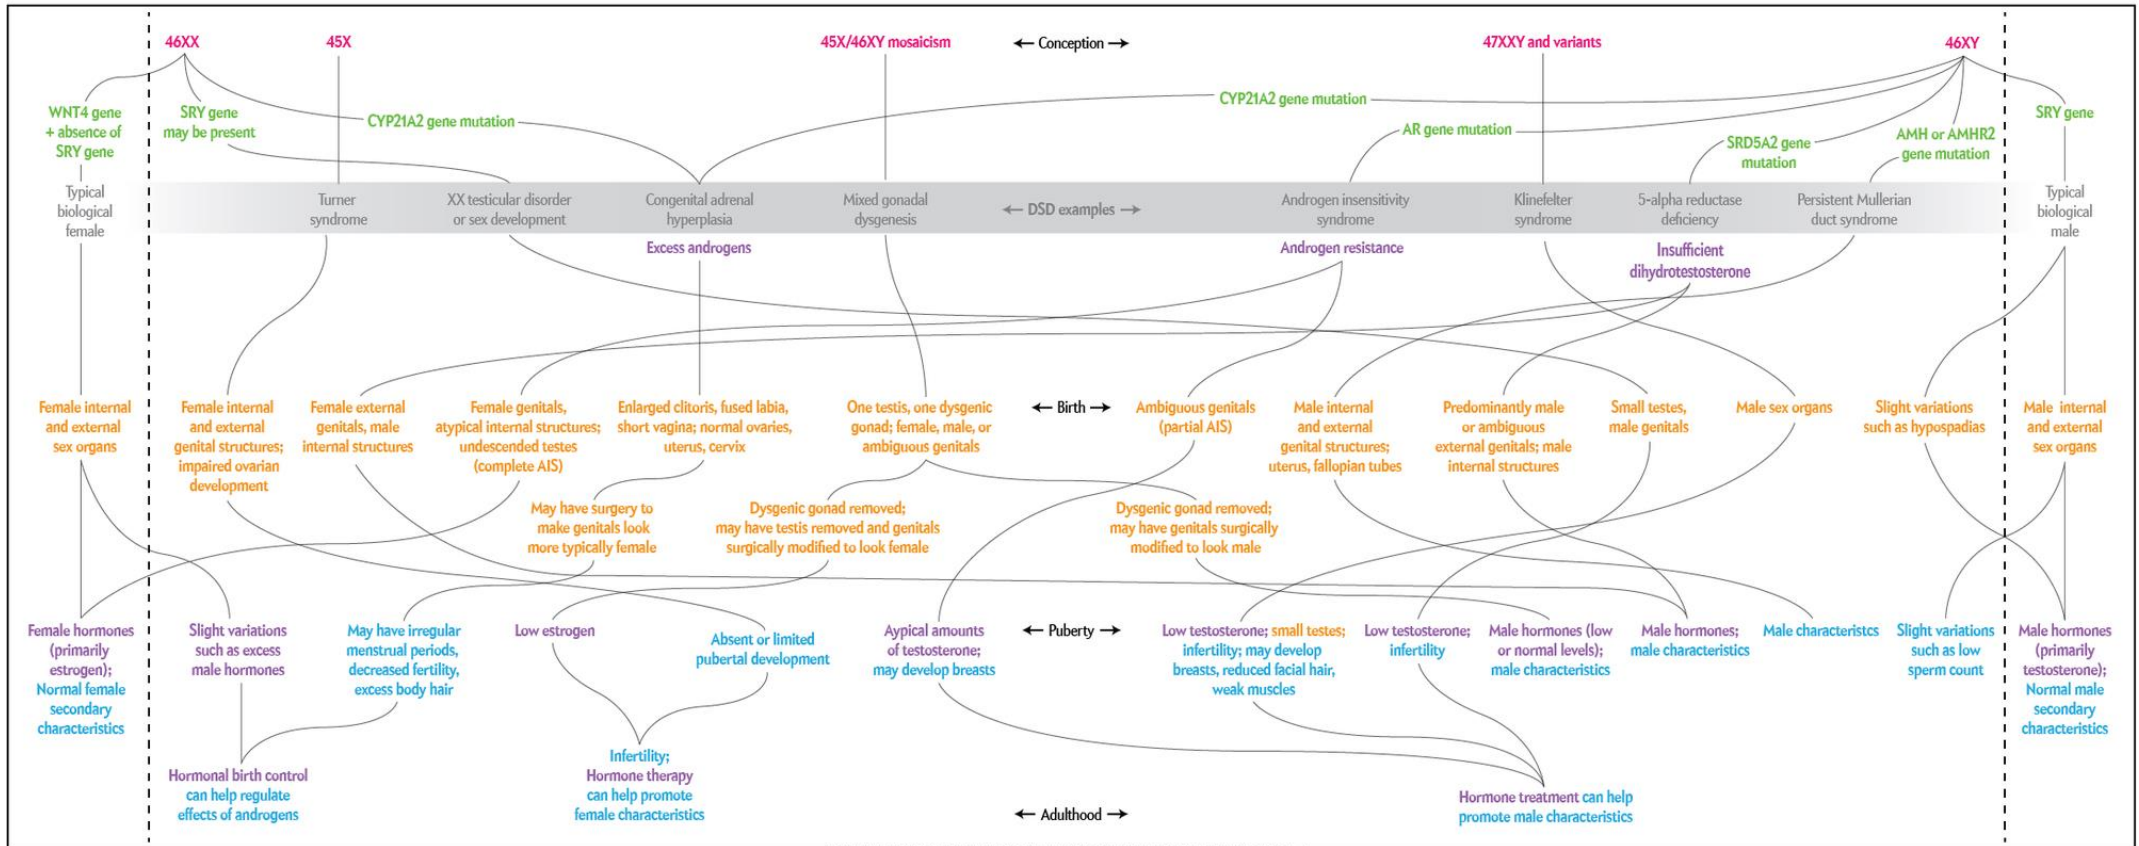 46XX
45X
45X/46XY mosaicism
← Conception →
47XXY and variants
46XY
WNT4 gene
+ absence of
SRY gene
SRY gene
may be present
CYP21A2 gene mutation
CYP21A2 gene mutation
AR gene mutation
SRD5A2 gene
mutation
AMH or AMHR2
gene mutation
SRY gene
Typical
biological
female
Turner
syndrome
XX testicular disorder
or sex development
Congenital adrenal
hyperplasia
Mixed gonadal
dysgenesis
← DSD examples →
Androgen insensitivity
syndrome
Klinefelter
syndrome
5-alpha reductase
deficiency
Persistent Mullerian
duct syndrome
Typical
biological
male
Excess androgens
Androgen resistance
Insufficient
dihydrotestosterone
Female internal
and external
sex organs
Female internal
and external
genital structures;
impaired ovarian
development
Female external
genitals, male
internal structures
Female genitals,
atypical internal structures;
undescended testes
(complete AIS)
Enlarged clitoris, fused labia,
short vagina; normal ovaries,
uterus, cervix
One testis, one dysgenic
gonad; female, male, or
ambiguous genitals
← Birth →
Ambiguous genitals
(partial AIS)
Male internal
and external
genital structures;
uterus, fallopian tubes
Predominantly male
or ambiguous
external genitals; male
internal structures
Small testes,
male genitals
Male sex organs
Slight variations
such as hypospadias
Male internal
and external
sex organs
May have surgery to
make genitals look
more typically female
Dysgenic gonad removed;
may have testis removed and genitals
surgically modified to look female
Dysgenic gonad removed;
may have genitals surgically
modified to look male
Female hormones
(primarily
estrogen);
Normal female
secondary
characteristics
Slight variations
such as excess
male hormones
May have irregular
menstrual periods,
decreased fertility,
excess body hair
Low estrogen
Absent or limited
pubertal development
Aypical amounts
of testosterone;
may develop breasts
← Puberty →
Low testosterone; small testes;
infertility; may develop
breasts, reduced facial hair,
weak muscles
Low testosterone;
infertility
Male hormones (low
or normal levels);
male characteristics
Male hormones;
male characteristics
Male characteristcs
Slight variations
such as low
sperm count
Male hormones
(primarily
testosterone);
Normal male
secondary
characteristics
Hormonal birth control
can help regulate
effects of androgens
Infertility;
Hormone therapy
can help promote
female characteristics
← Adulthood →
Hormone treatment can help
promote male characteristics